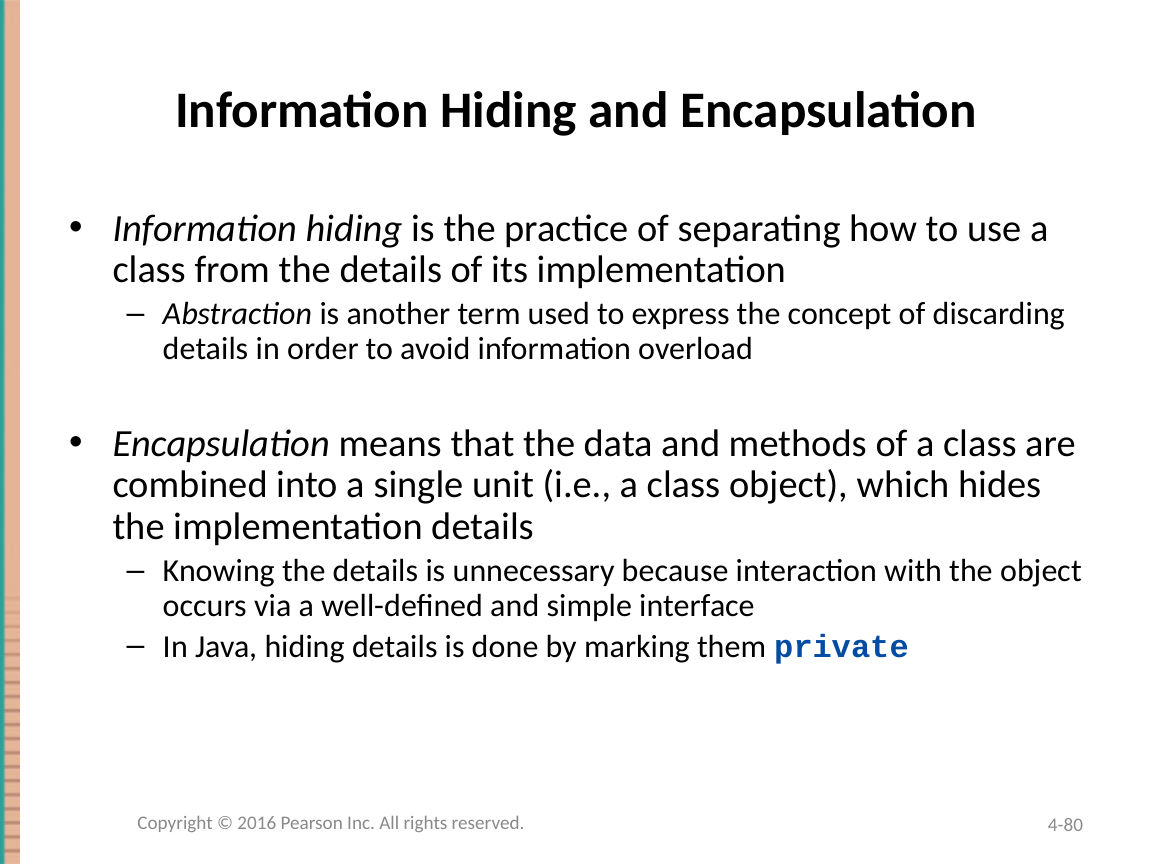 Information Hiding and Encapsulation
• Information hiding is the practice of separating how to use a
class from the details of its implementation
– Abstraction is another term used to express the concept of discarding
details in order to avoid information overload
• Encapsulation means that the data and methods of a class are
combined into a single unit (i.e., a class object), which hides
the implementation details
– Knowing the details is unnecessary because interaction with the object
occurs via a well-defined and simple interface
– In Java, hiding details is done by marking them private
Copyright © 2016 Pearson Inc. All rights reserved.
4-80